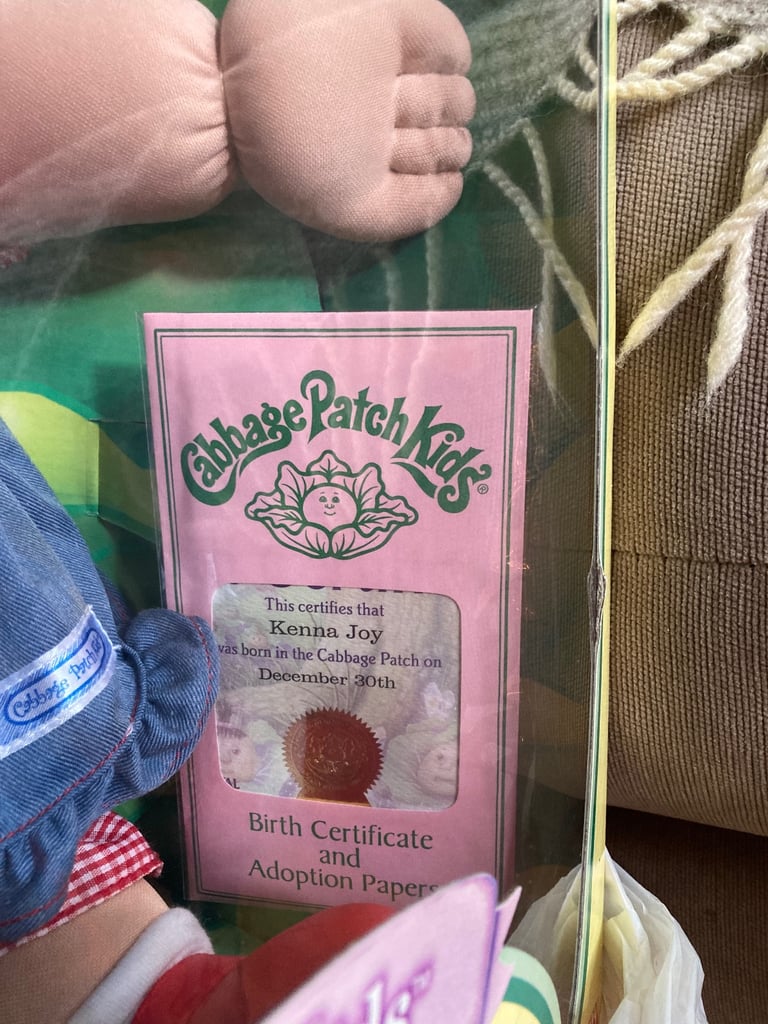 Cabbage Patch Kids®
This certifies that
Kenna Joy
was born in the Cabbage Patch on
December 30th
Birth Certificate
and
Adoption Papers
Cabbage Patch